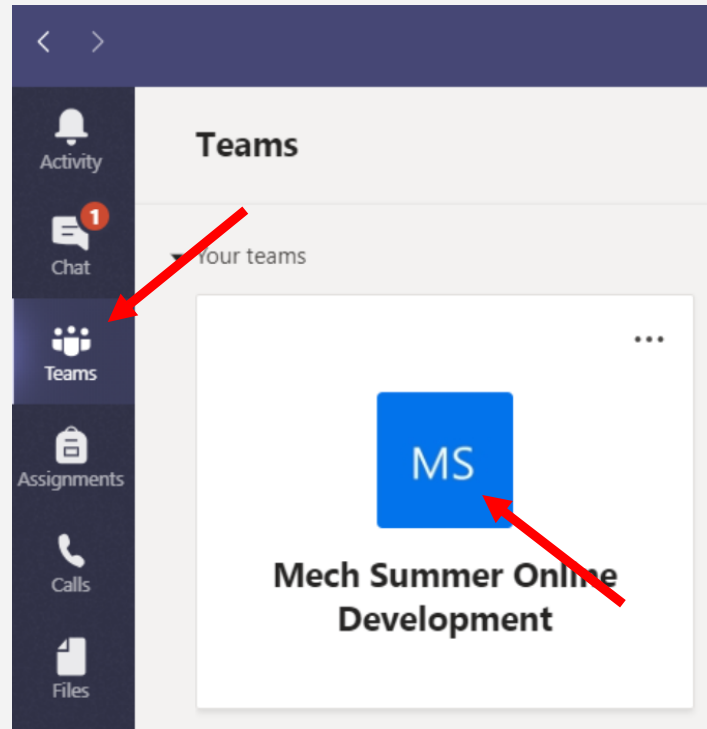 Activity
Teams
1
Chat
Your teams
Teams
MS
Assignments
Mech Summer Online
Development
Calls
Files